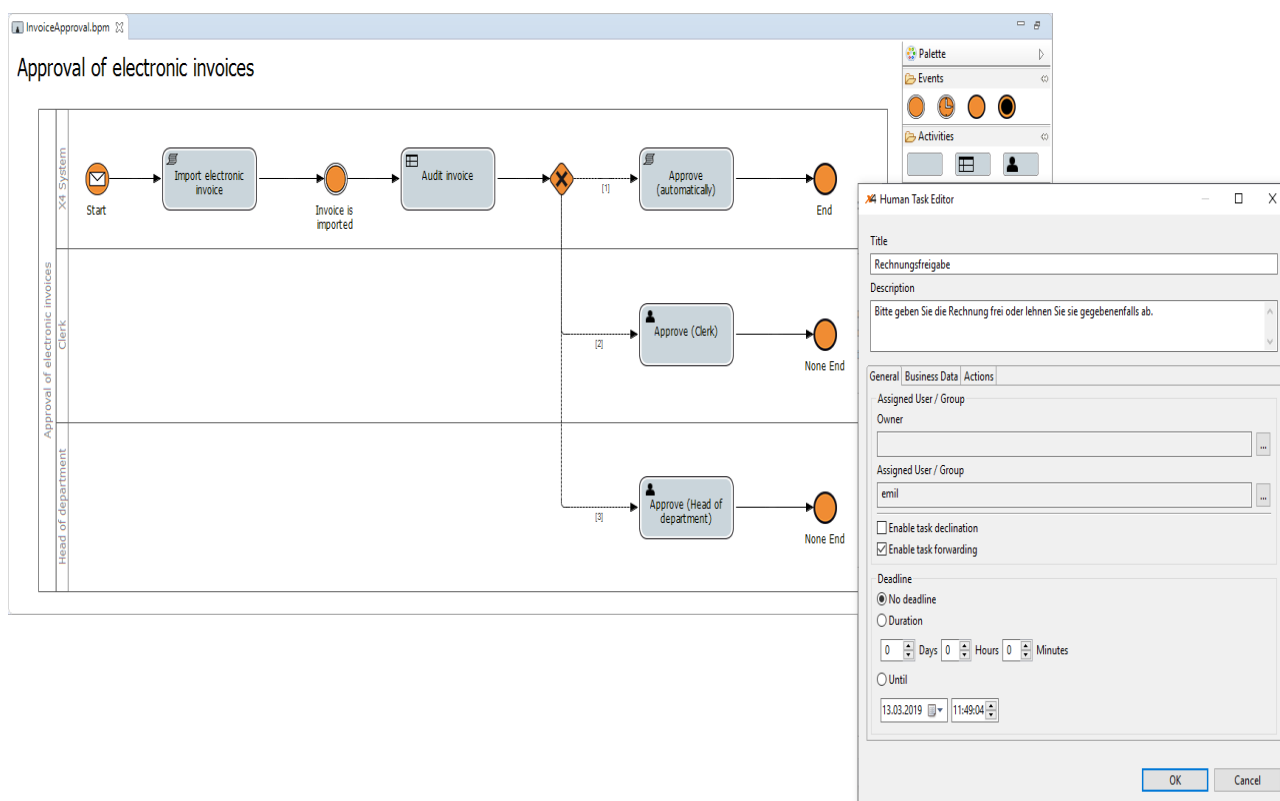 InvoiceApproval.bpm
Approval of electronic invoices
Palette
Events
Activities
Approval of electronic invoices
X4 System
Start
Import electronic
invoice
Invoice is
imported
Audit invoice
[1]
Approve
(automatically)
End
Clerk
[2]
Approve (Clerk)
None End
Head of department
[3]
Approve (Head of
department)
None End
X4 Human Task Editor
Title
Rechnungsfreigabe
Description
Bitte geben Sie die Rechnung frei oder lehnen Sie sie gegebenenfalls ab.
General Business Data Actions
Assigned User / Group
Owner
...
Assigned User / Group
emil
...
Enable task declination
Enable task forwarding
Deadline
No deadline
Duration
0 Days 0 Hours 0 Minutes
Until
13.03.2019 11:49:04
OK Cancel